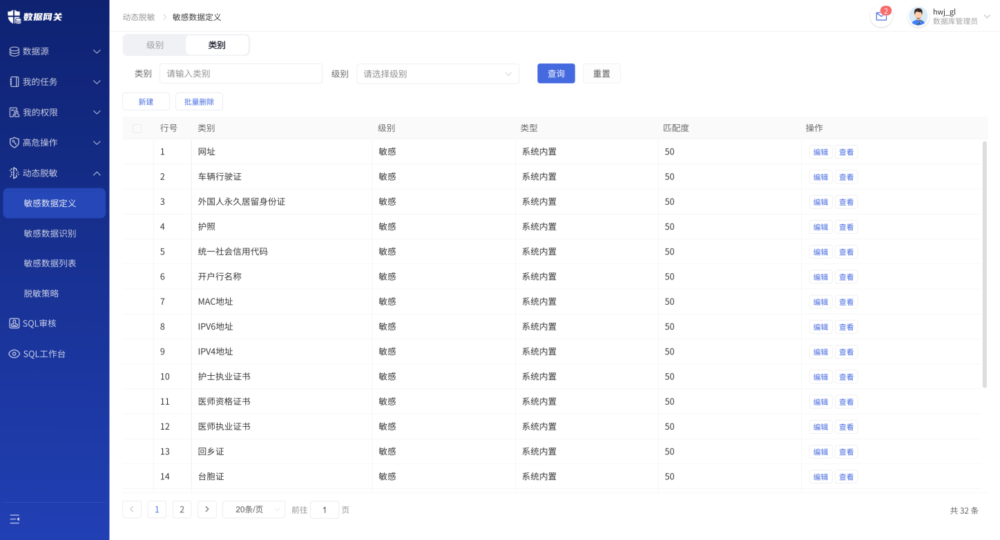 数据网关
动态脱敏 > 敏感数据定义
2
hwj_gl
数据库管理员
数据源
我的任务
我的权限
高危操作
动态脱敏
敏感数据定义
敏感数据识别
敏感数据列表
脱敏策略
SQL审核
SQL工作台
级别 类别
类别 请输入类别 级别 请选择级别 查询 重置
新建 批量删除
行号 类别 级别 类型 匹配度 操作
1 网址 敏感 系统内置 50 编辑 查看
2 车辆行驶证 敏感 系统内置 50 编辑 查看
3 外国人永久居留身份证 敏感 系统内置 50 编辑 查看
4 护照 敏感 系统内置 50 编辑 查看
5 统一社会信用代码 敏感 系统内置 50 编辑 查看
6 开户行名称 敏感 系统内置 50 编辑 查看
7 MAC地址 敏感 系统内置 50 编辑 查看
8 IPV6地址 敏感 系统内置 50 编辑 查看
9 IPV4地址 敏感 系统内置 50 编辑 查看
10 护士执业证书 敏感 系统内置 50 编辑 查看
11 医师资格证书 敏感 系统内置 50 编辑 查看
12 医师执业证书 敏感 系统内置 50 编辑 查看
13 回乡证 敏感 系统内置 50 编辑 查看
14 台胞证 敏感 系统内置 50 编辑 查看
1 2 20条/页 前往 1 页 共 32 条